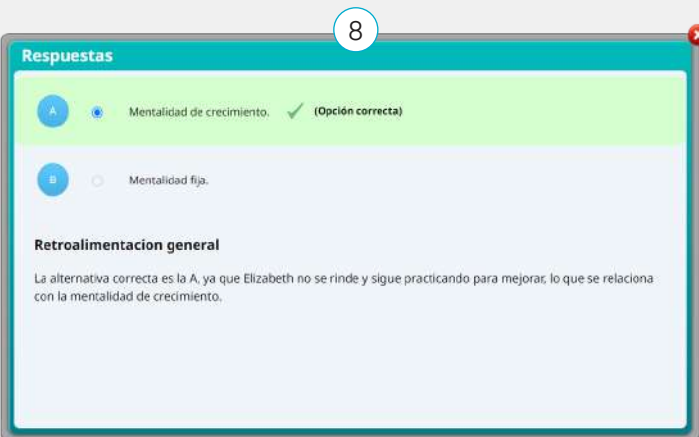 8
Respuestas
A Mentalidad de crecimiento. (Opción correcta)
B Mentalidad fija.
Retroalimentacion general
La alternativa correcta es la A, ya que Elizabeth no se rinde y sigue practicando para mejorar, lo que se relaciona
con la mentalidad de crecimiento.